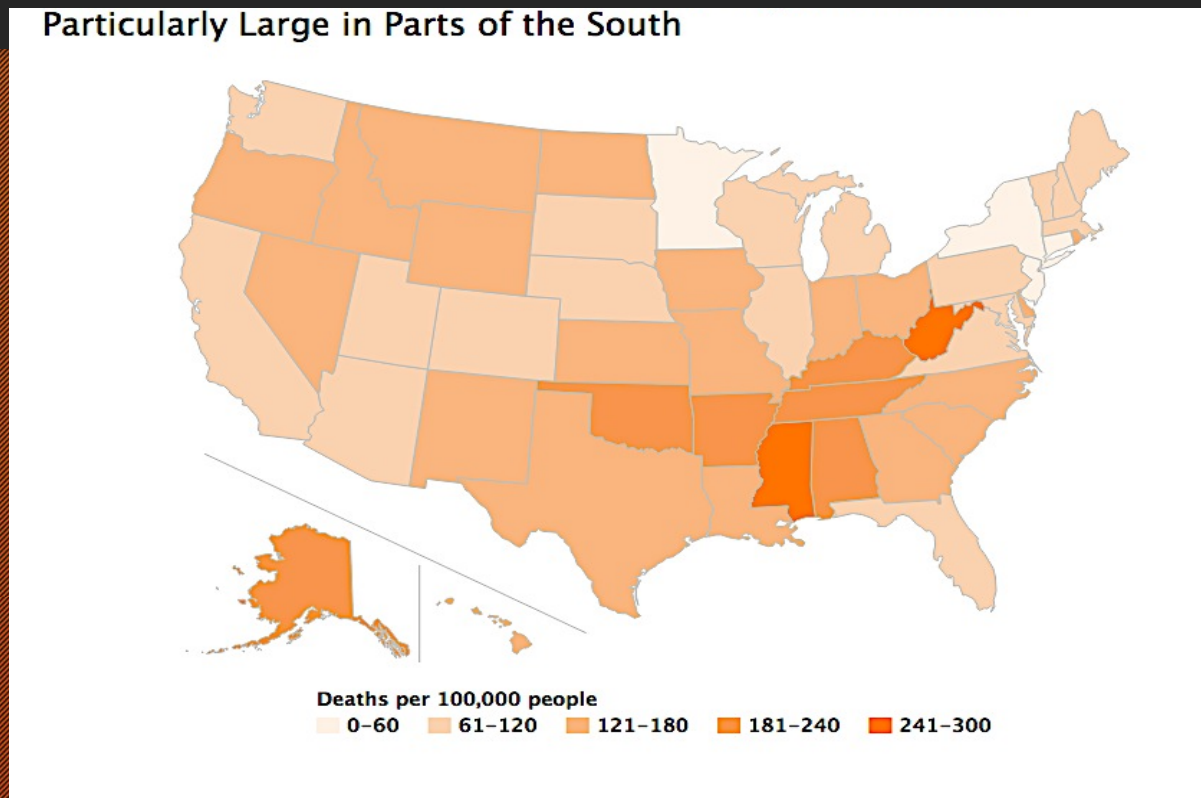 Particularly Large in Parts of the South
Deaths per 100,000 people
0–60 61–120 121–180 181–240 241–300